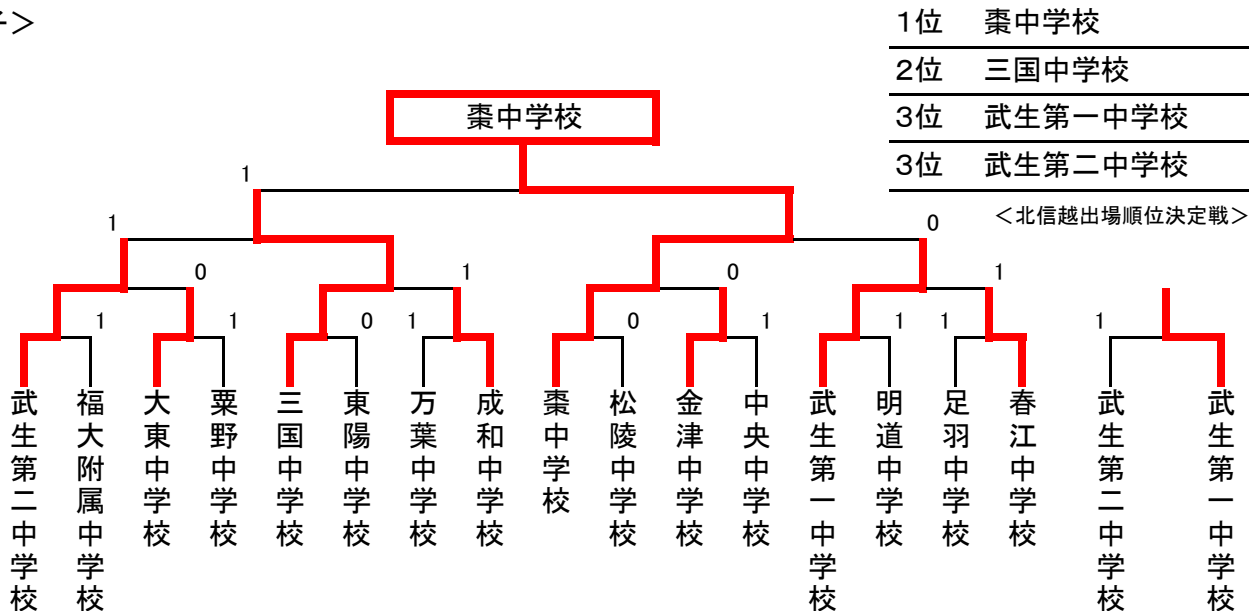 ＞
1位 棗中学校
2位 三国中学校
3位 武生第一中学校
3位 武生第二中学校
＜北信越出場順位決定戦＞
棗中学校
1
1 0
0 1 0 1
1 1 0 1 0 1 1 1 1
武生第二中学校
福大附属中学校
大東中学校
粟野中学校
三国中学校
東陽中学校
万葉中学校
成和中学校
棗中学校
松陵中学校
金津中学校
中央中学校
武生第一中学校
明道中学校
足羽中学校
春江中学校
武生第二中学校
武生第一中学校